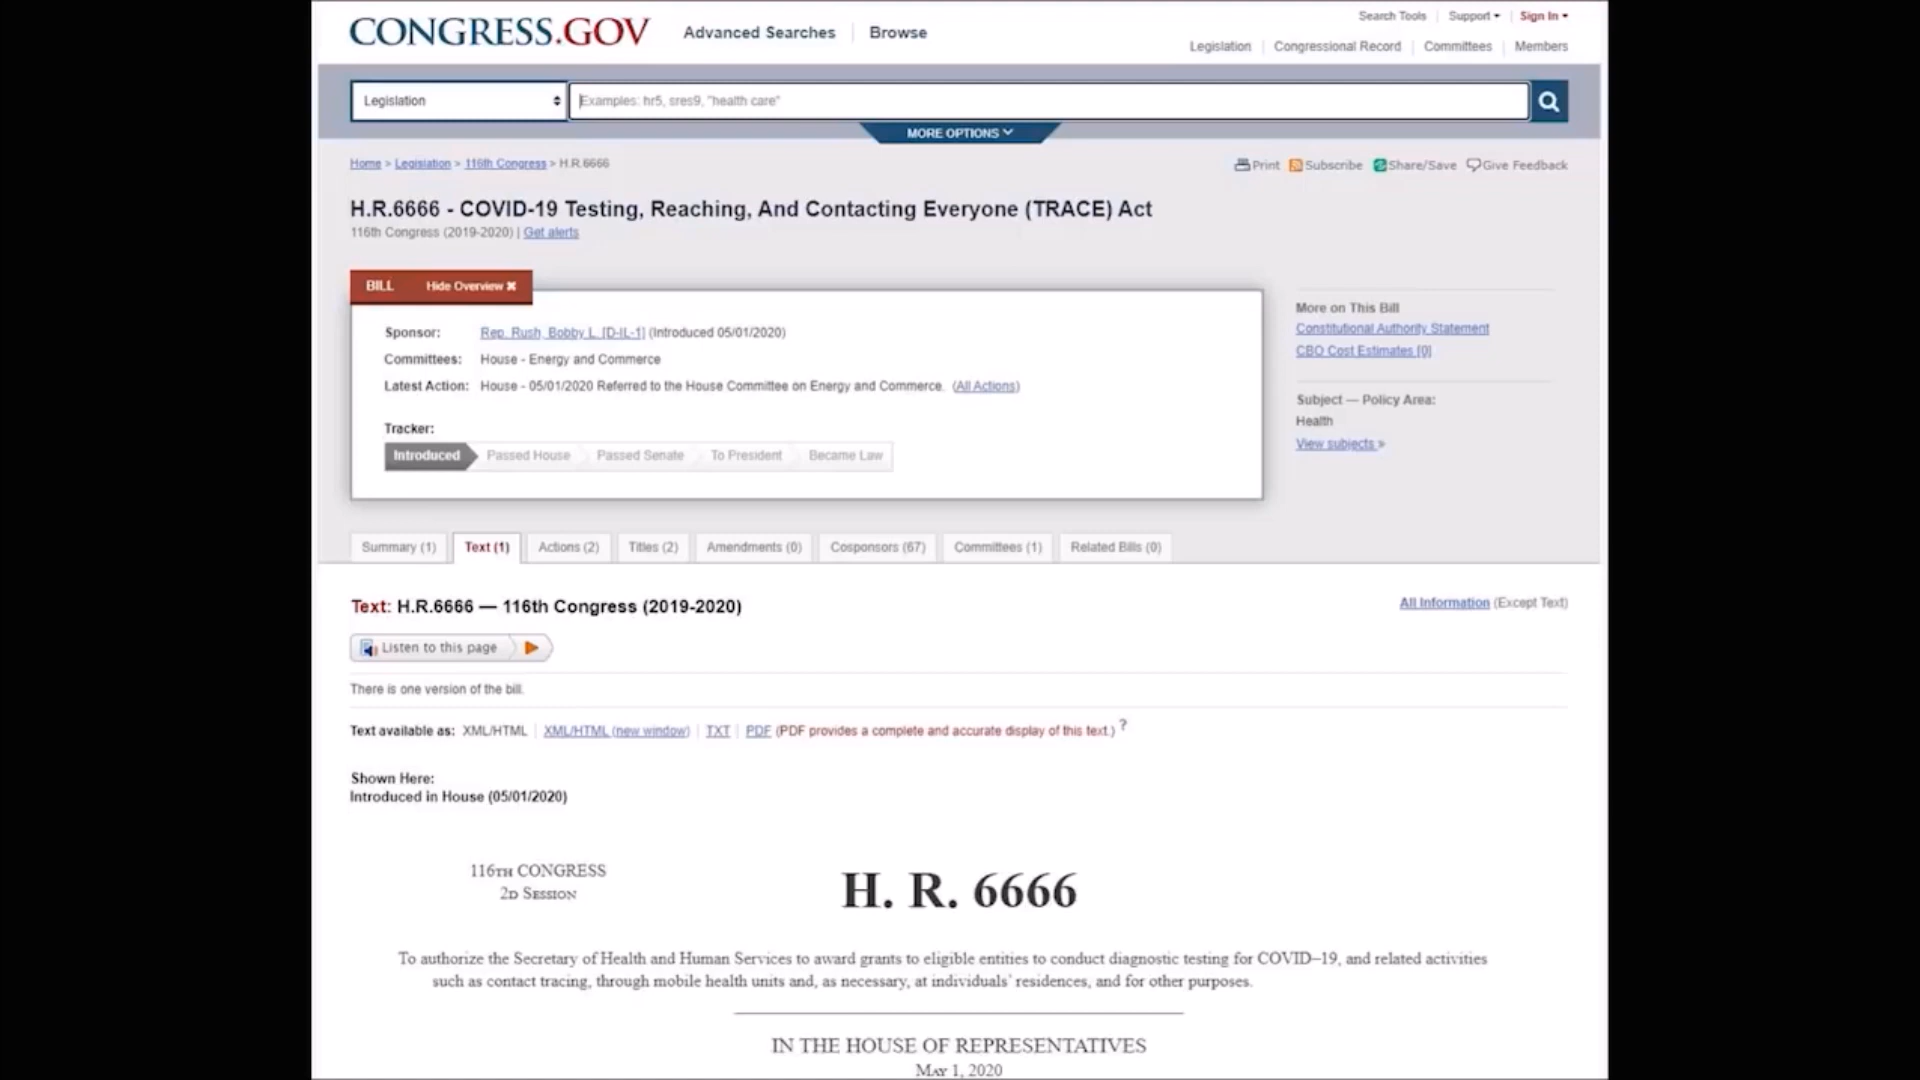 CONGRESS.GOV Advanced Searches Browse
Search Tools Support Sign In
Legislation Congressional Record Committees Members
Legislation Examples: hr5, sres9, "health care"
MORE OPTIONS
Home > Legislation > 116th Congress > H.R.6666
Print Subscribe Share/Save Give Feedback
H.R.6666 - COVID-19 Testing, Reaching, And Contacting Everyone (TRACE) Act
116th Congress (2019-2020) | Get alerts
BILL Hide Overview ✖
Sponsor: Rep. Rush, Bobby L. [D-IL-1] (Introduced 05/01/2020)
Committees: House - Energy and Commerce
Latest Action: House - 05/01/2020 Referred to the House Committee on Energy and Commerce. (All Actions)
Tracker:
Introduced Passed House Passed Senate To President Became Law
More on This Bill
Constitutional Authority Statement
CBO Cost Estimates [0]
Subject — Policy Area:
Health
View subjects »
Summary (1) Text (1) Actions (2) Titles (2) Amendments (0) Cosponsors (67) Committees (1) Related Bills (0)
Text: H.R.6666 — 116th Congress (2019-2020)
All Information (Except Text)
Listen to this page
There is one version of the bill.
Text available as: XML/HTML | XML/HTML (new window) | TXT | PDF (PDF provides a complete and accurate display of this text.) ?
Shown Here:
Introduced in House (05/01/2020)
116TH CONGRESS
2D SESSION
H. R. 6666
To authorize the Secretary of Health and Human Services to award grants to eligible entities to conduct diagnostic testing for COVID–19, and related activities
such as contact tracing, through mobile health units and, as necessary, at individuals' residences, and for other purposes.
IN THE HOUSE OF REPRESENTATIVES
MAY 1, 2020